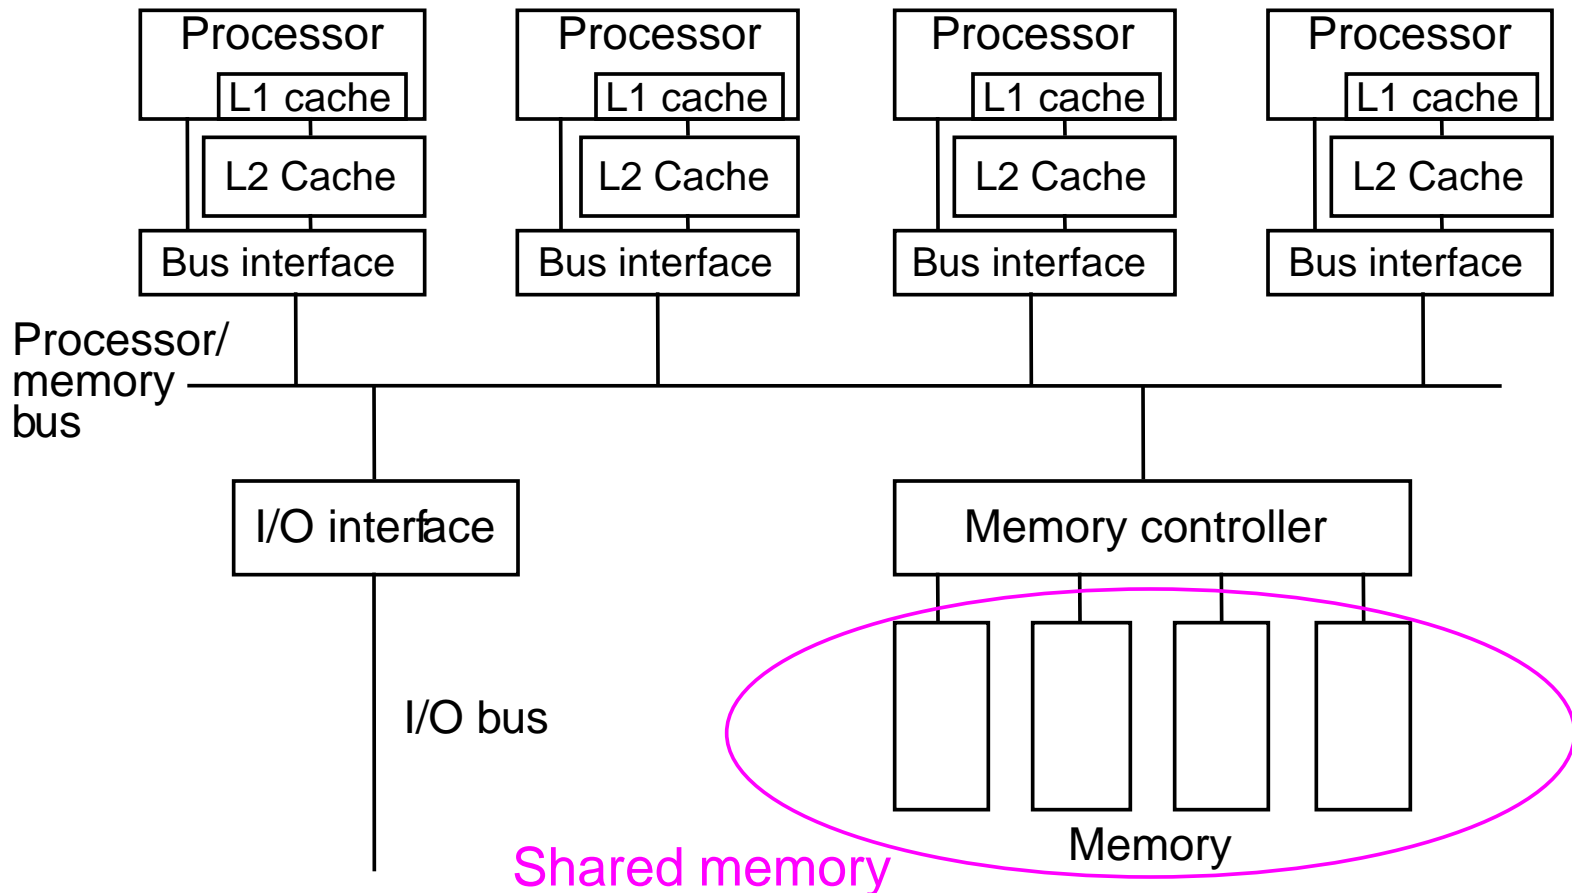 Processor
Processor
Processor
Processor
L1 cache
L1 cache
L1 cache
L1 cache
L2 Cache
L2 Cache
L2 Cache
L2 Cache
Bus interface
Bus interface
Bus interface
Bus interface
Processor/
memory
bus
I/O interface
Memory controller
I/O bus
Memory
Shared memory